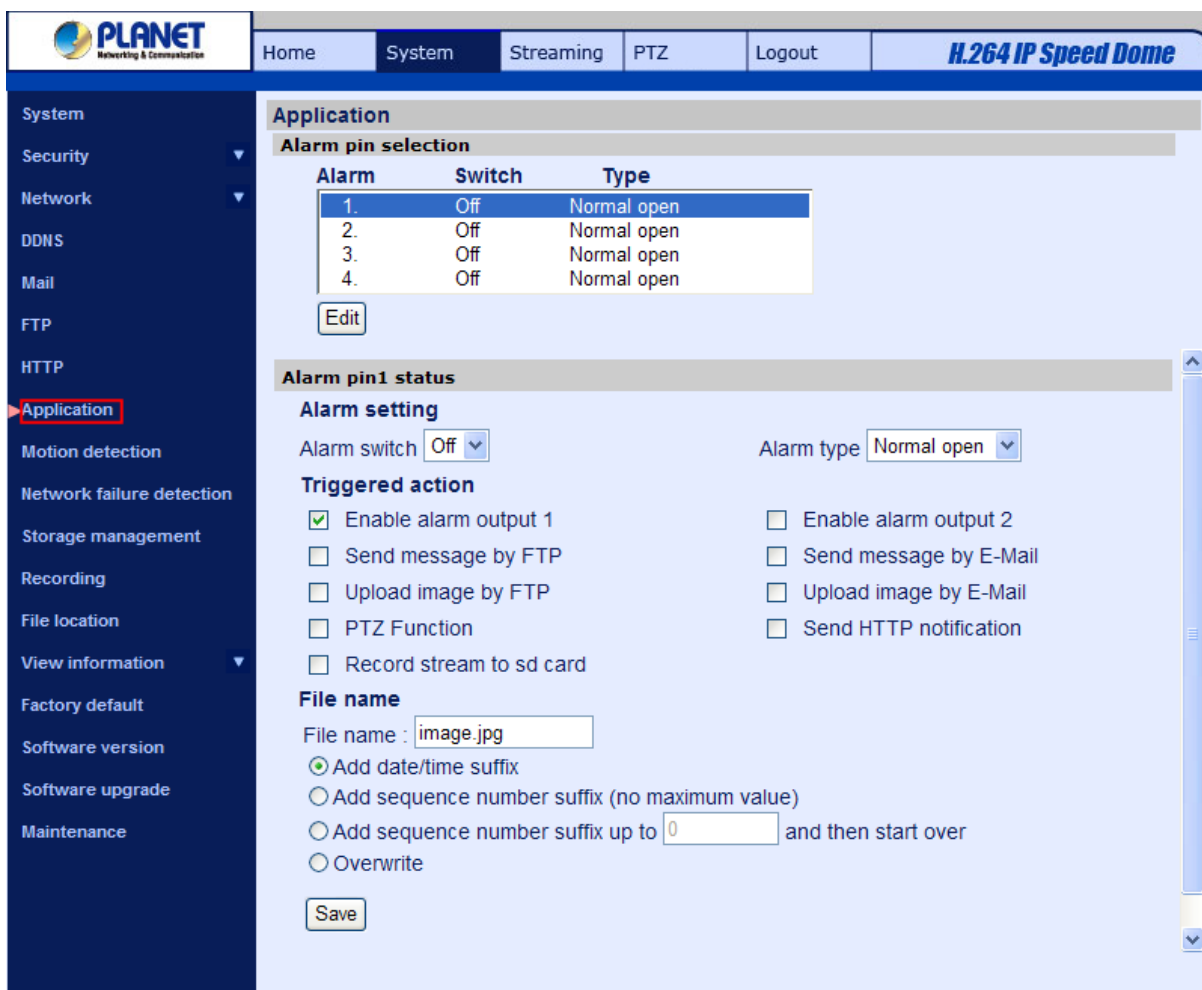 PLANET
Networking & Communication
Home System Streaming PTZ Logout H.264 IP Speed Dome
System
Security
Network
DDNS
Mail
FTP
HTTP
Application
Motion detection
Network failure detection
Storage management
Recording
File location
View information
Factory default
Software version
Software upgrade
Maintenance
Application
Alarm pin selection
Alarm Switch Type
1. Off Normal open
2. Off Normal open
3. Off Normal open
4. Off Normal open
Edit
Alarm pin1 status
Alarm setting
Alarm switch Off Alarm type Normal open
Triggered action
Enable alarm output 1 Enable alarm output 2
Send message by FTP Send message by E-Mail
Upload image by FTP Upload image by E-Mail
PTZ Function Send HTTP notification
Record stream to sd card
File name
File name : image.jpg
Add date/time suffix
Add sequence number suffix (no maximum value)
Add sequence number suffix up to 0 and then start over
Overwrite
Save